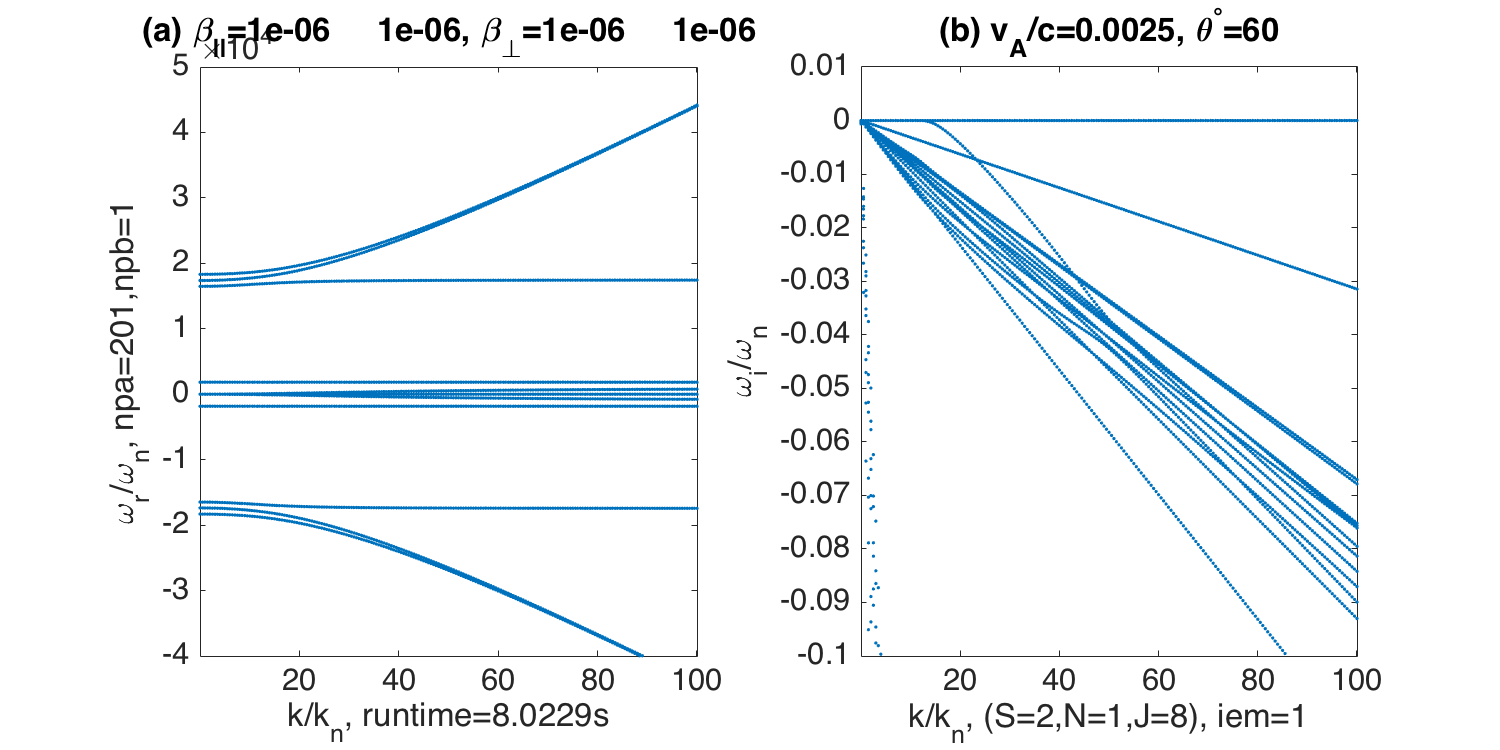 (a) β∥=1e-06 1e-06, β⊥=1e-06 1e-06
(b) vA/c=0.0025, θ°=60
5
4
3
2
1
0
-1
-2
-3
-4
20 40 60 80 100
ωr/ωn, npa=201,npb=1
k/kn, runtime=8.0229s
0.01
0
-0.01
-0.02
-0.03
-0.04
-0.05
-0.06
-0.07
-0.08
-0.09
-0.1
20 40 60 80 100
ωi/ωn
k/kn, (S=2,N=1,J=8), iem=1